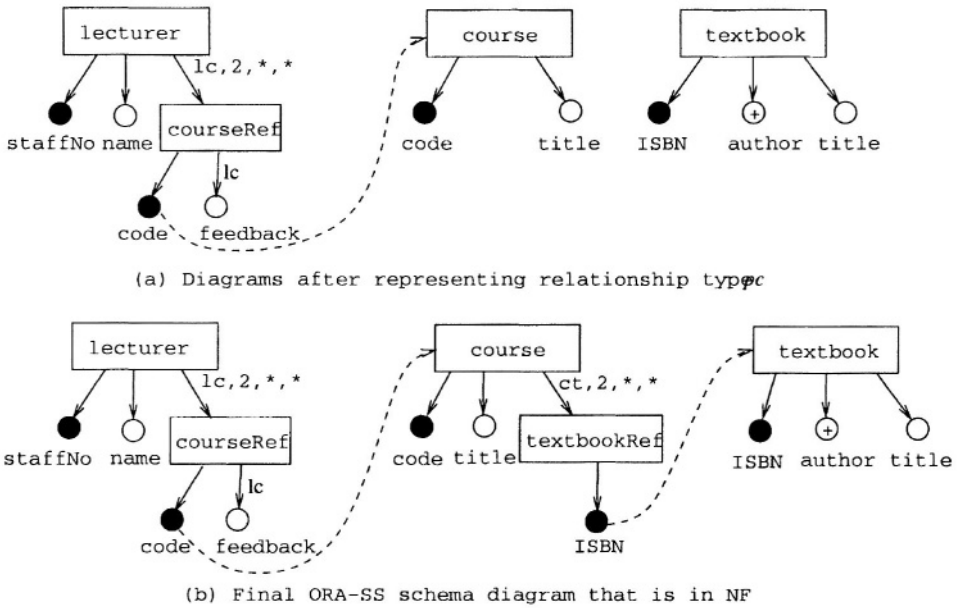 lecturer course textbook
lc,2,*,*
courseRef
staffNo name code title ISBN author title
lc
code feedback
(a) Diagrams after representing relationship type
lecturer course textbook
lc,2,*,* ct,2,*,*
courseRef textbookRef
staffNo name code title ISBN author title
lc
code feedback ISBN
(b) Final ORA-SS schema diagram that is in NF